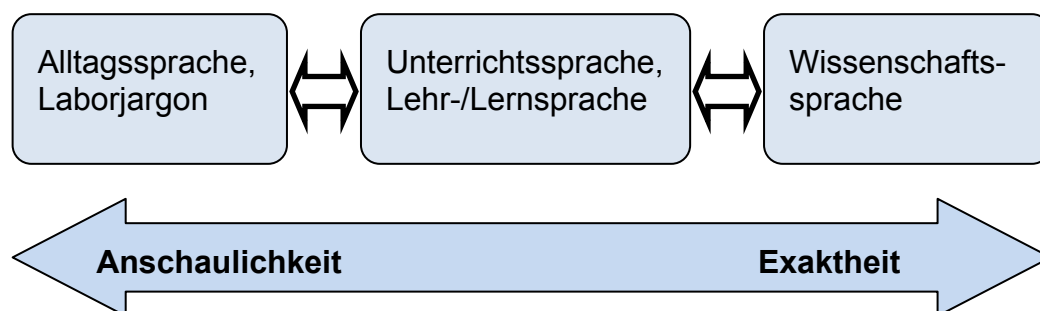 Alltagssprache,
Laborjargon
Unterrichtssprache,
Lehr-/Lernsprache
Wissenschafts-
sprache
Anschaulichkeit
Exaktheit